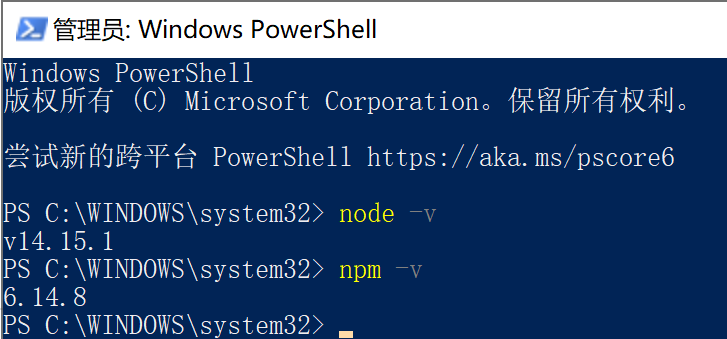 管理员: Windows PowerShell
Windows PowerShell
版权所有 (C) Microsoft Corporation。保留所有权利。
尝试新的跨平台 PowerShell https://aka.ms/pscore6
PS C:\WINDOWS\system32> node -v
v14.15.1
PS C:\WINDOWS\system32> npm -v
6.14.8
PS C:\WINDOWS\system32>